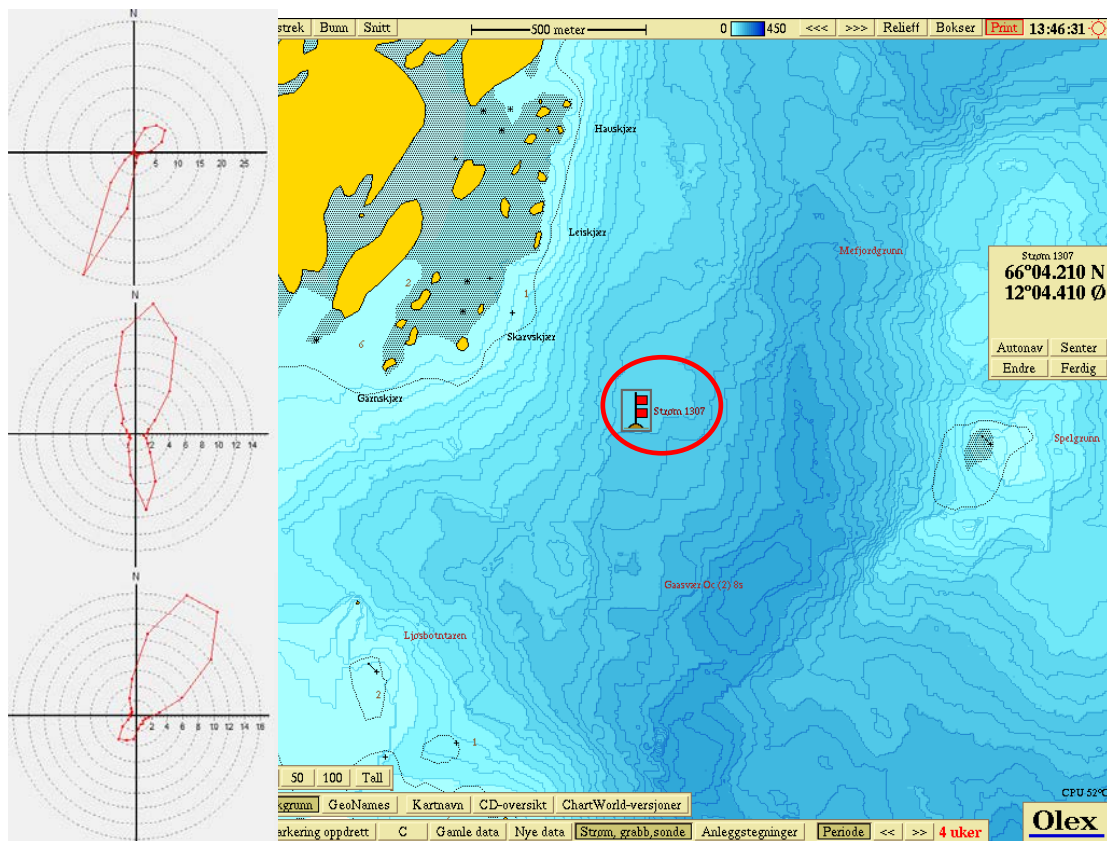 N
5 10 15 20 25
N
2 4 6 8 10 12
N
2 4 6 8 10 12 14 16
strek Bunn Snitt 500 meter 0 450 <<< >>> Relieff Bokser Print 13:46:31
Hauskjær
Leiskjær
Mefjordgrunn
Strøm 1307
66°04.210 N
12°04.410 Ø
Autonav Senter
Endre Ferdig
2
1
6
Skarvskjær
Garnskjær
Strøm 1307
Spelgrunn
Gaasvær Oc (2) 8s
Ljøsbotntaren
2
1
50 100 Tall
CPU 52°C
kgrunn GeoNames Kartnavn CD-oversikt ChartWorld-versjoner
Olex
arkering oppdrett C Gamle data Nye data Strøm, grabb,sonde Anleggstegninger Periode << >> 4 uker